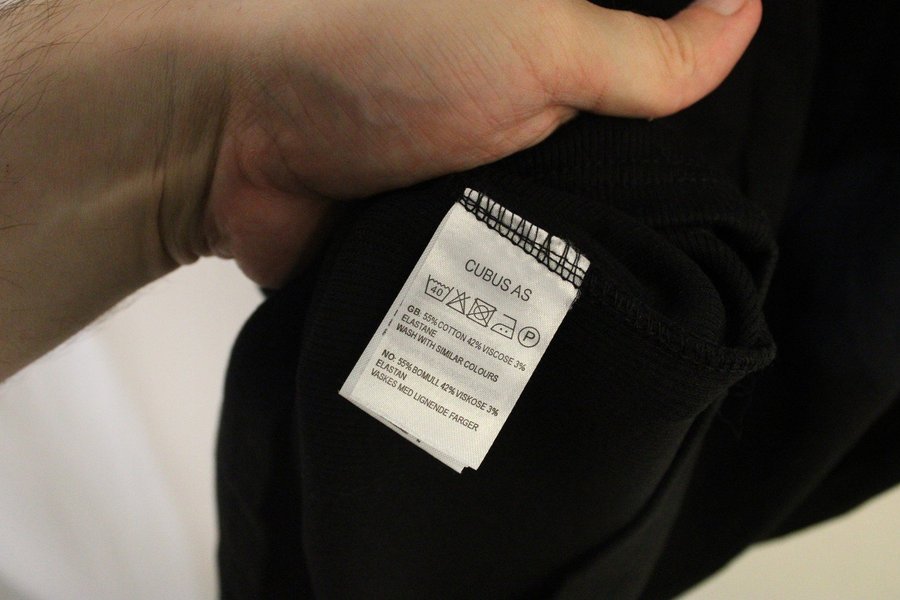 CUBUS AS
40 P
GB: 55% COTTON 42% VISCOSE 3%
ELASTANE
WASH WITH SIMILAR COLOURS
NO: 55% BOMULL 42% VISKOSE 3%
ELASTAN
VASKES MED LIGNENDE FARGER